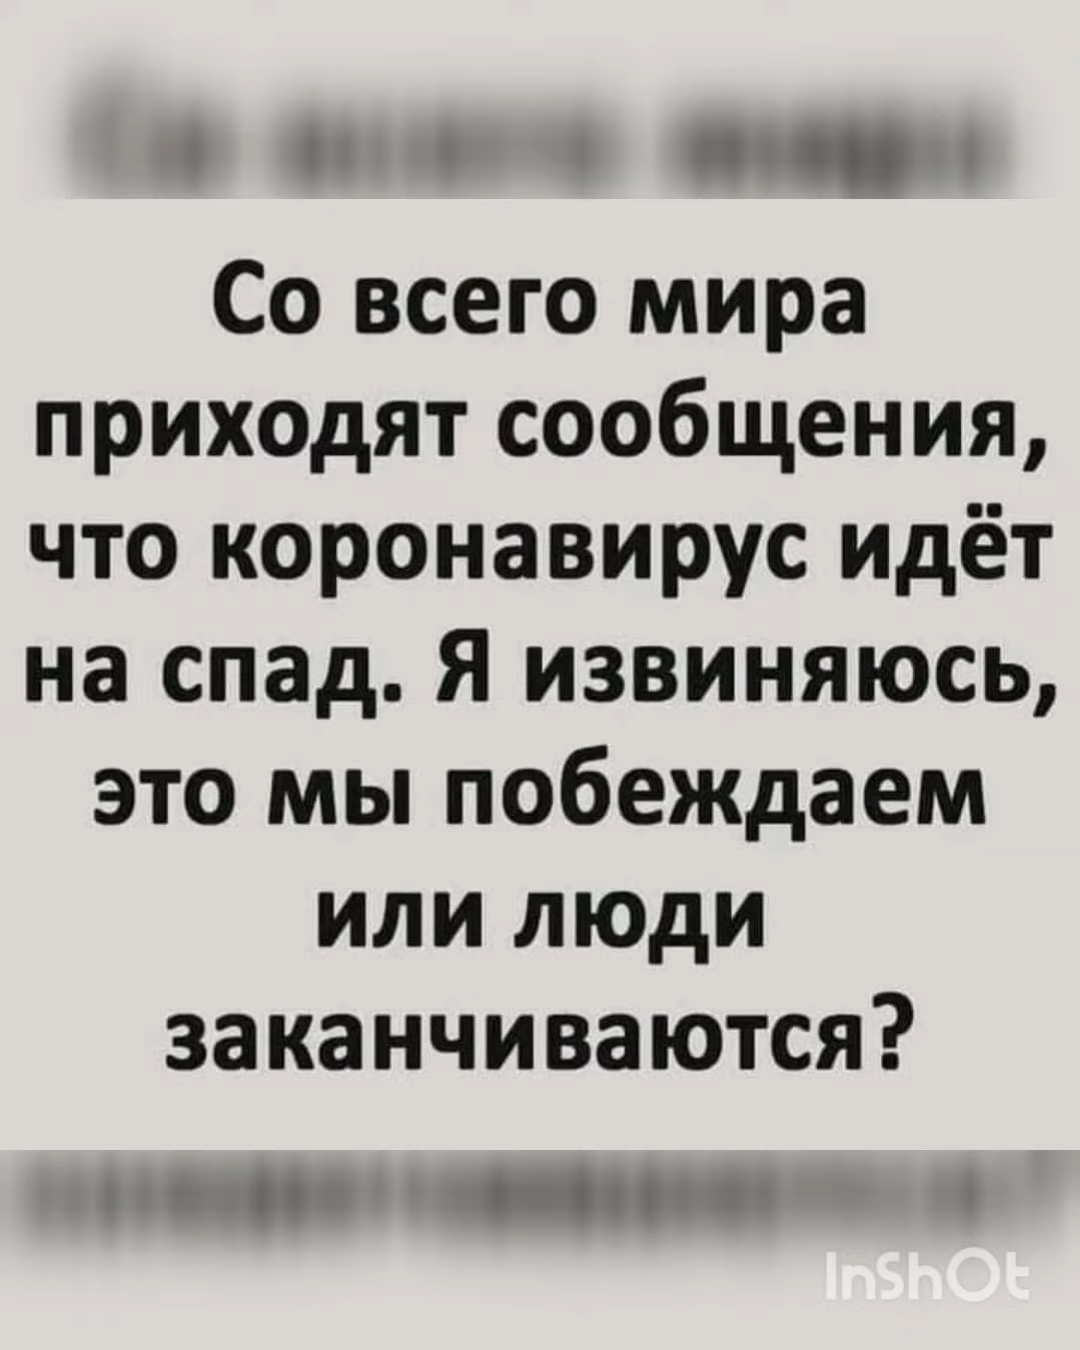 Со всего мира
приходят сообщения,
что коронавирус идёт
на спад. Я извиняюсь,
это мы побеждаем
или люди
заканчиваются?
InShOt